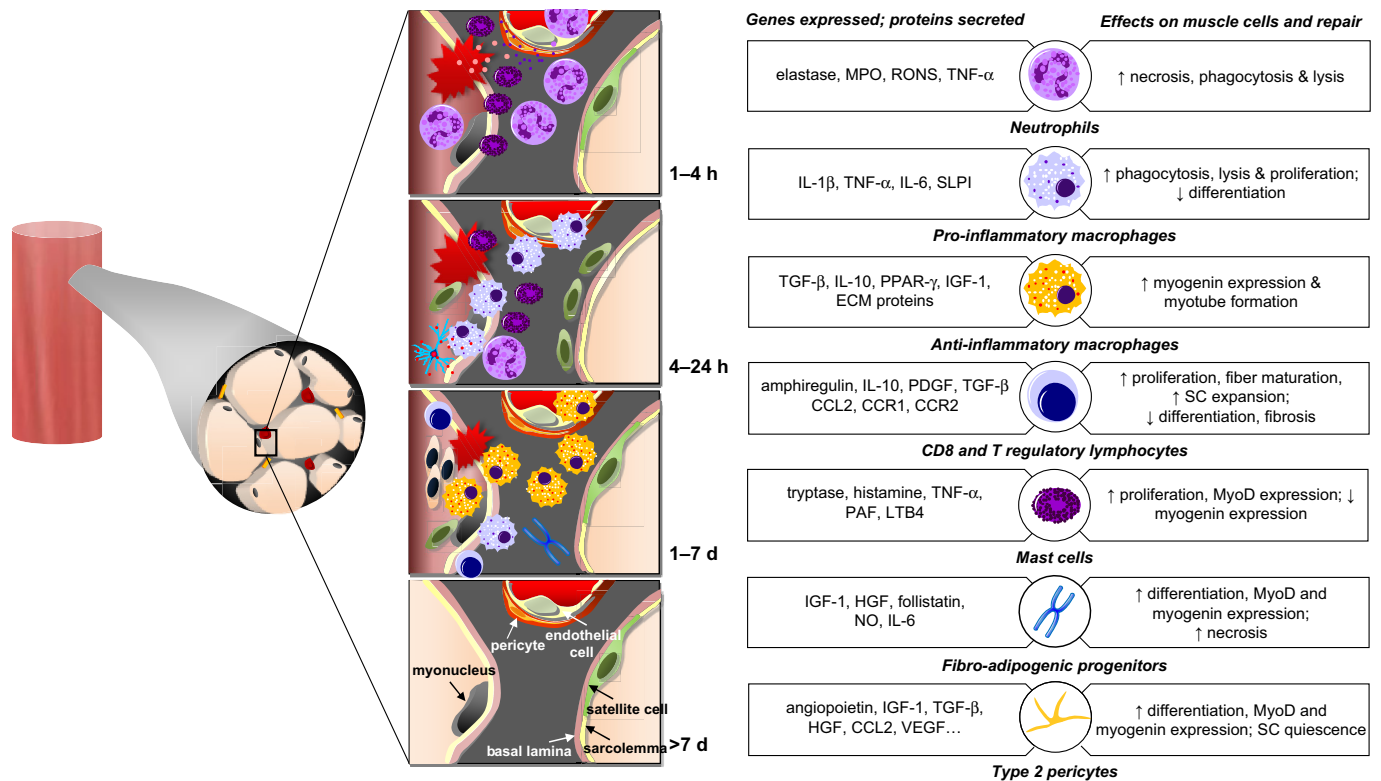 1–4 h
4–24 h
1–7 d
pericyte
endothelial
cell
myonucleus
satellite cell
basal lamina
sarcolemma
>7 d
Genes expressed; proteins secreted
Effects on muscle cells and repair
elastase, MPO, RONS, TNF-α
↑ necrosis, phagocytosis & lysis
Neutrophils
IL-1β, TNF-α, IL-6, SLPI
↑ phagocytosis, lysis & proliferation;
↓ differentiation
Pro-inflammatory macrophages
TGF-β, IL-10, PPAR-γ, IGF-1,
ECM proteins
↑ myogenin expression &
myotube formation
Anti-inflammatory macrophages
amphiregulin, IL-10, PDGF, TGF-β
CCL2, CCR1, CCR2
↑ proliferation, fiber maturation,
↑ SC expansion;
↓ differentiation, fibrosis
CD8 and T regulatory lymphocytes
tryptase, histamine, TNF-α,
PAF, LTB4
↑ proliferation, MyoD expression; ↓
myogenin expression
Mast cells
IGF-1, HGF, follistatin,
NO, IL-6
↑ differentiation, MyoD and
myogenin expression;
↑ necrosis
Fibro-adipogenic progenitors
angiopoietin, IGF-1, TGF-β,
HGF, CCL2, VEGF…
↑ differentiation, MyoD and
myogenin expression; SC quiescence
Type 2 pericytes